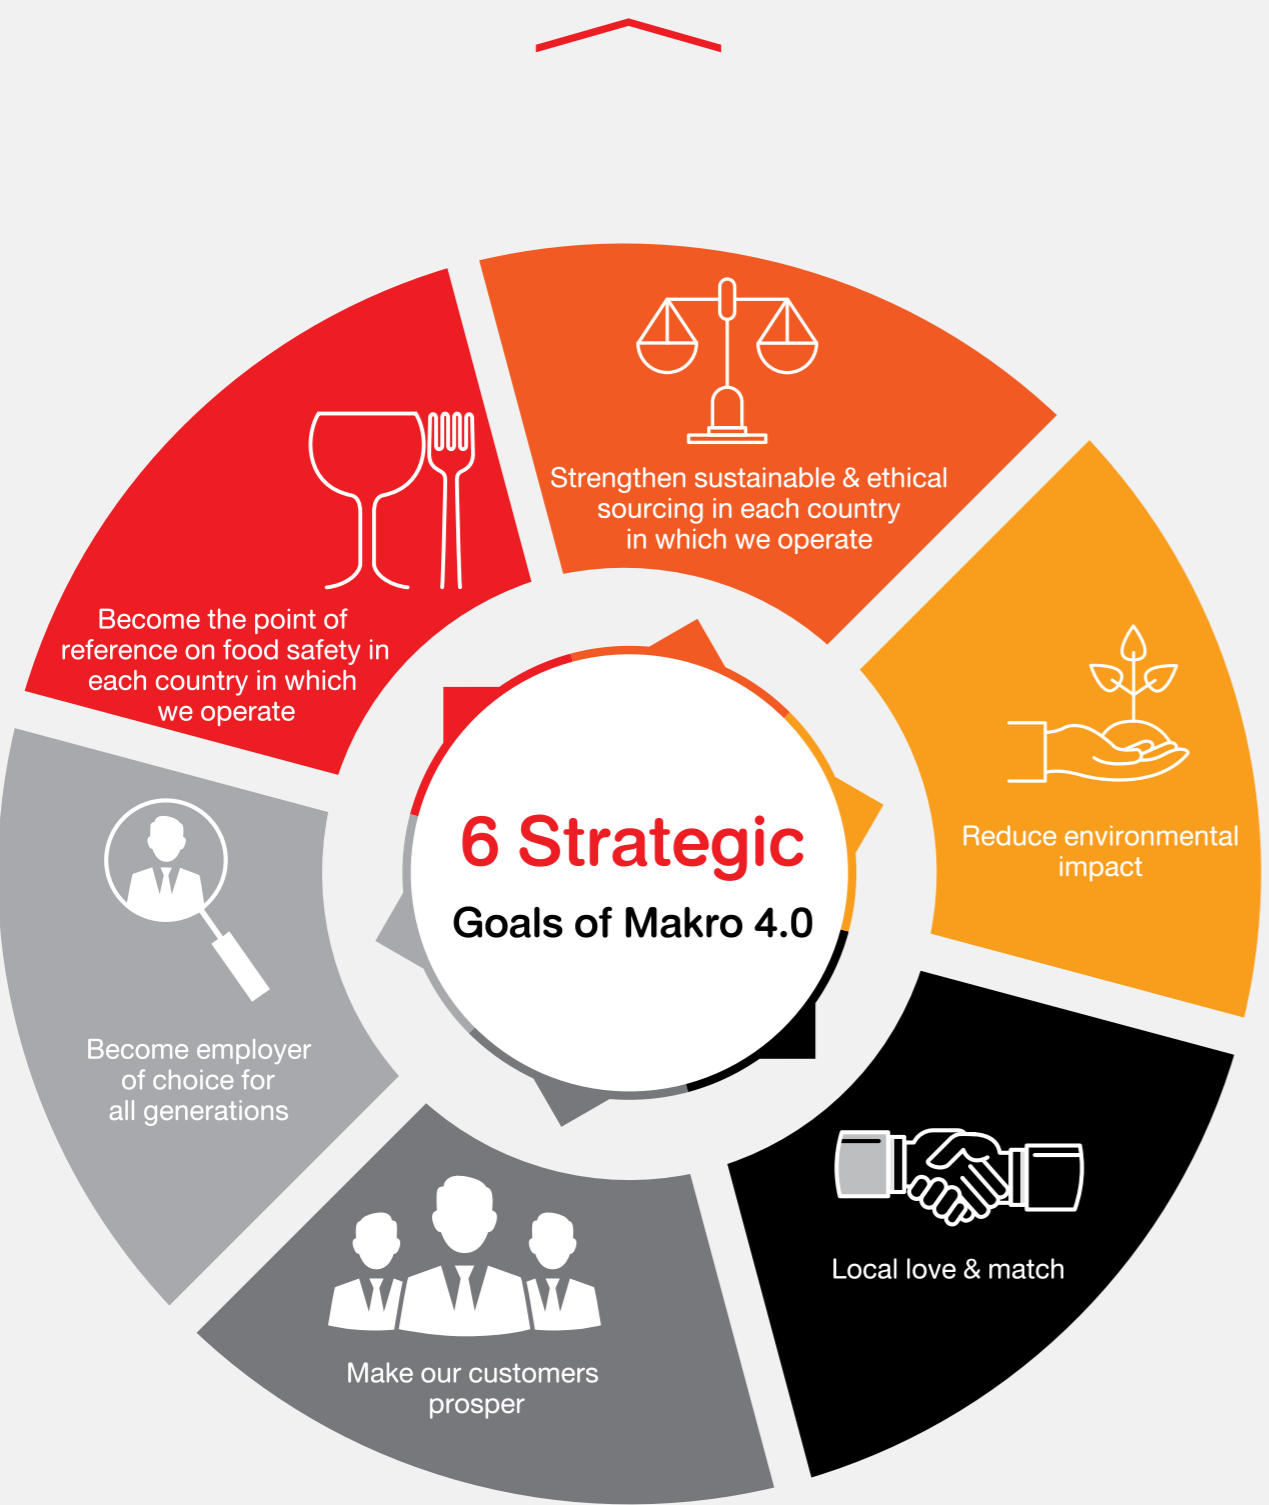 Strengthen sustainable & ethical
sourcing in each country
in which we operate
Become the point of
reference on food safety in
each country in which
we operate
Reduce environmental
impact
6 Strategic
Goals of Makro 4.0
Become employer
of choice for
all generations
Local love & match
Make our customers
prosper